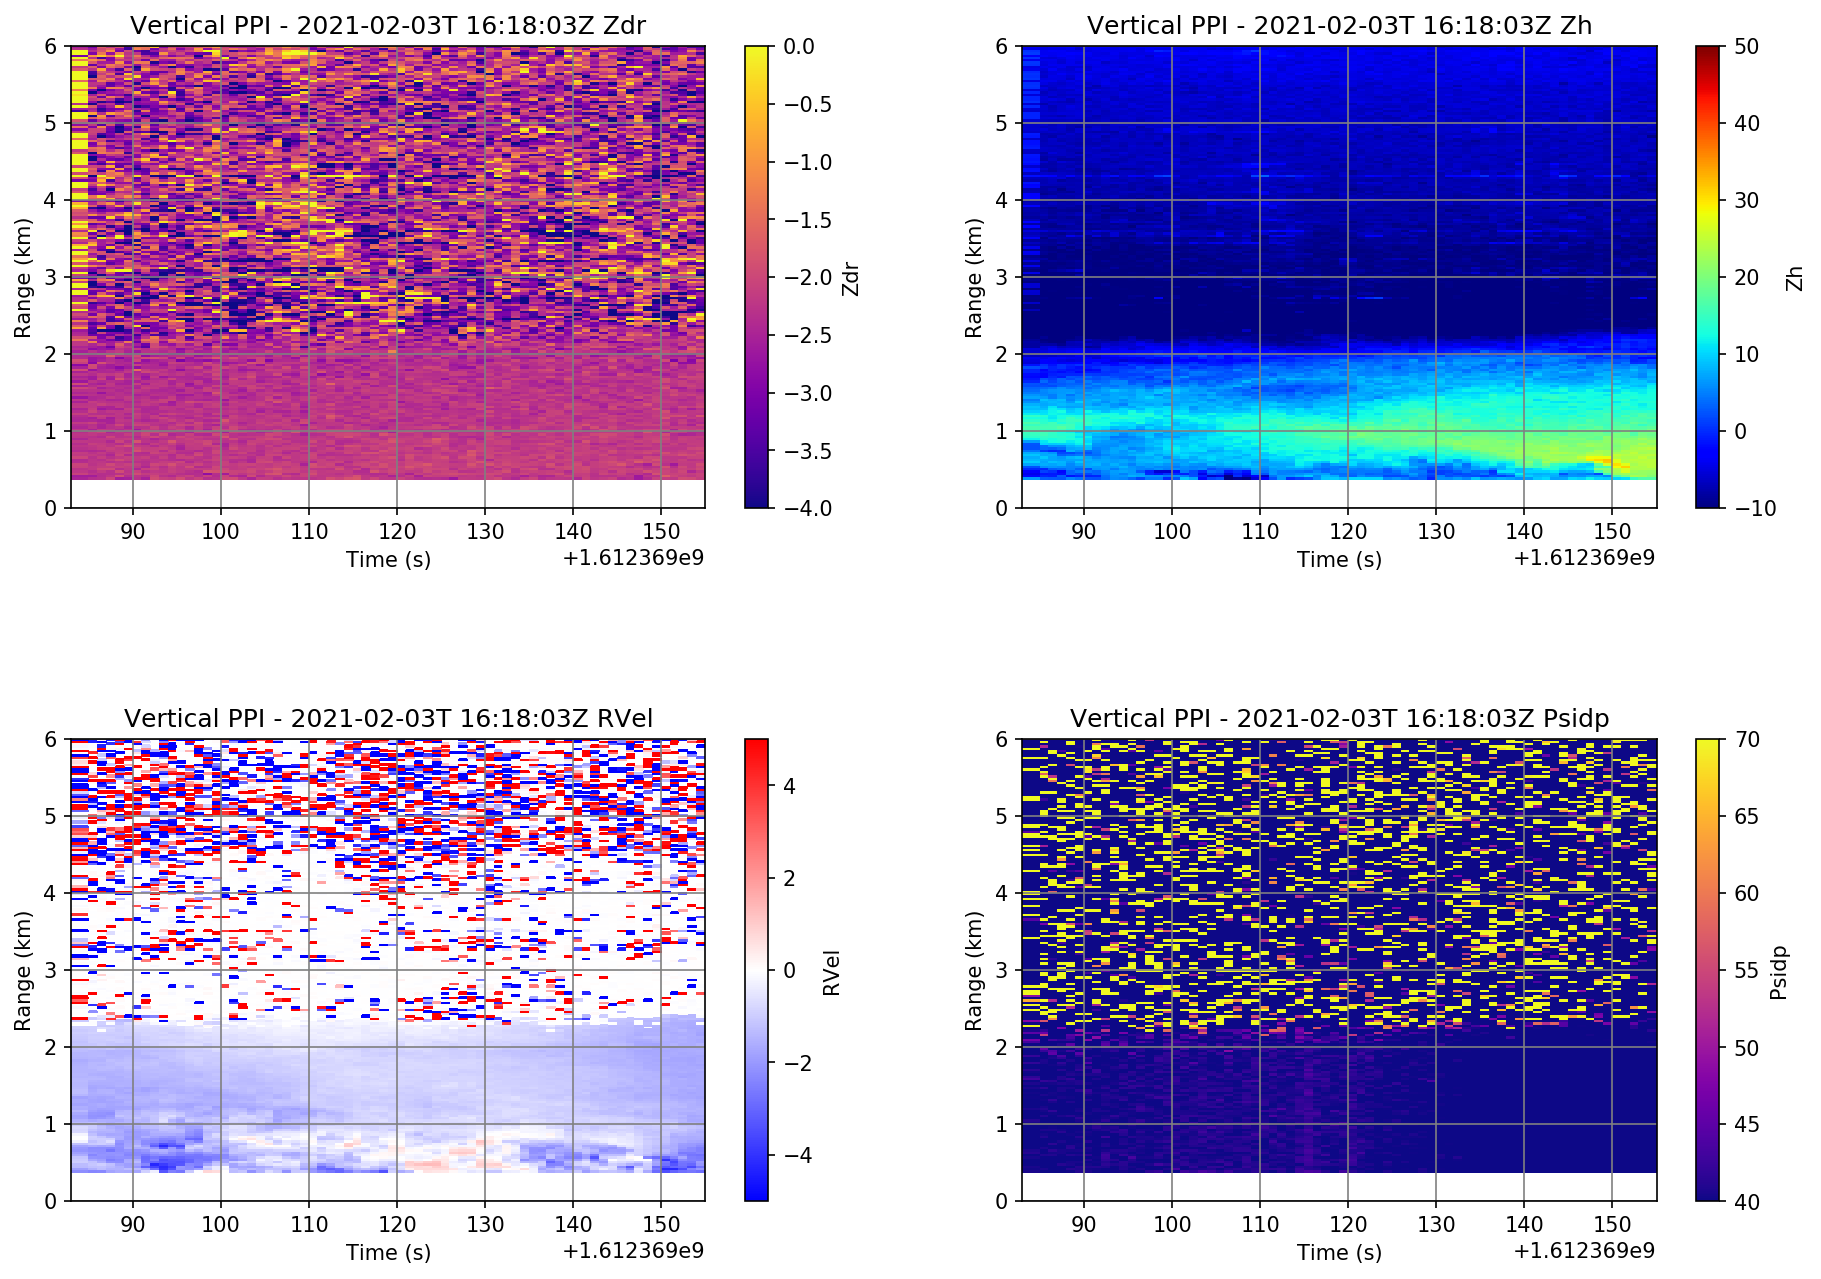 Vertical PPI - 2021-02-03T 16:18:03Z Zdr
6
5
4
3
2
1
0
Range (km)
90 100 110 120 130 140 150
Time (s)
+1.612369e9
0.0
−0.5
−1.0
−1.5
−2.0
−2.5
−3.0
−3.5
−4.0
Zdr
Vertical PPI - 2021-02-03T 16:18:03Z Zh
6
5
4
3
2
1
0
Range (km)
90 100 110 120 130 140 150
Time (s)
+1.612369e9
50
40
30
20
10
0
−10
Zh
Vertical PPI - 2021-02-03T 16:18:03Z RVel
6
5
4
3
2
1
0
Range (km)
90 100 110 120 130 140 150
Time (s)
+1.612369e9
4
2
0
−2
−4
RVel
Vertical PPI - 2021-02-03T 16:18:03Z Psidp
6
5
4
3
2
1
0
Range (km)
90 100 110 120 130 140 150
Time (s)
+1.612369e9
70
65
60
55
50
45
40
Psidp